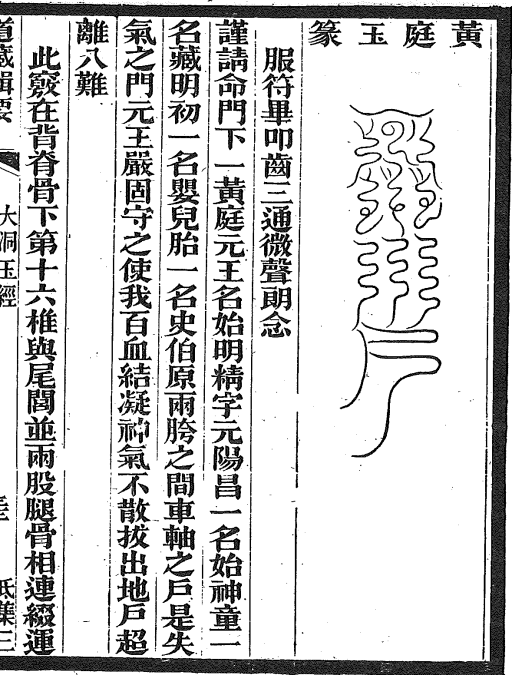 黃庭玉篆
服符畢叩齒三通微聲朗念
謹請命門下一黃庭元王名始明精字元陽昌一名始神童一
名藏明初一名嬰兒胎一名史伯原兩胯之間車軸之戶是失
氣之門元王嚴固守之使我百血結凝神氣不散拔出地戶超
離八難
此竅在背脊骨下第十六椎與尾閭並兩股腿骨相連綴運
道藏輯要
大洞玉經
氐集三